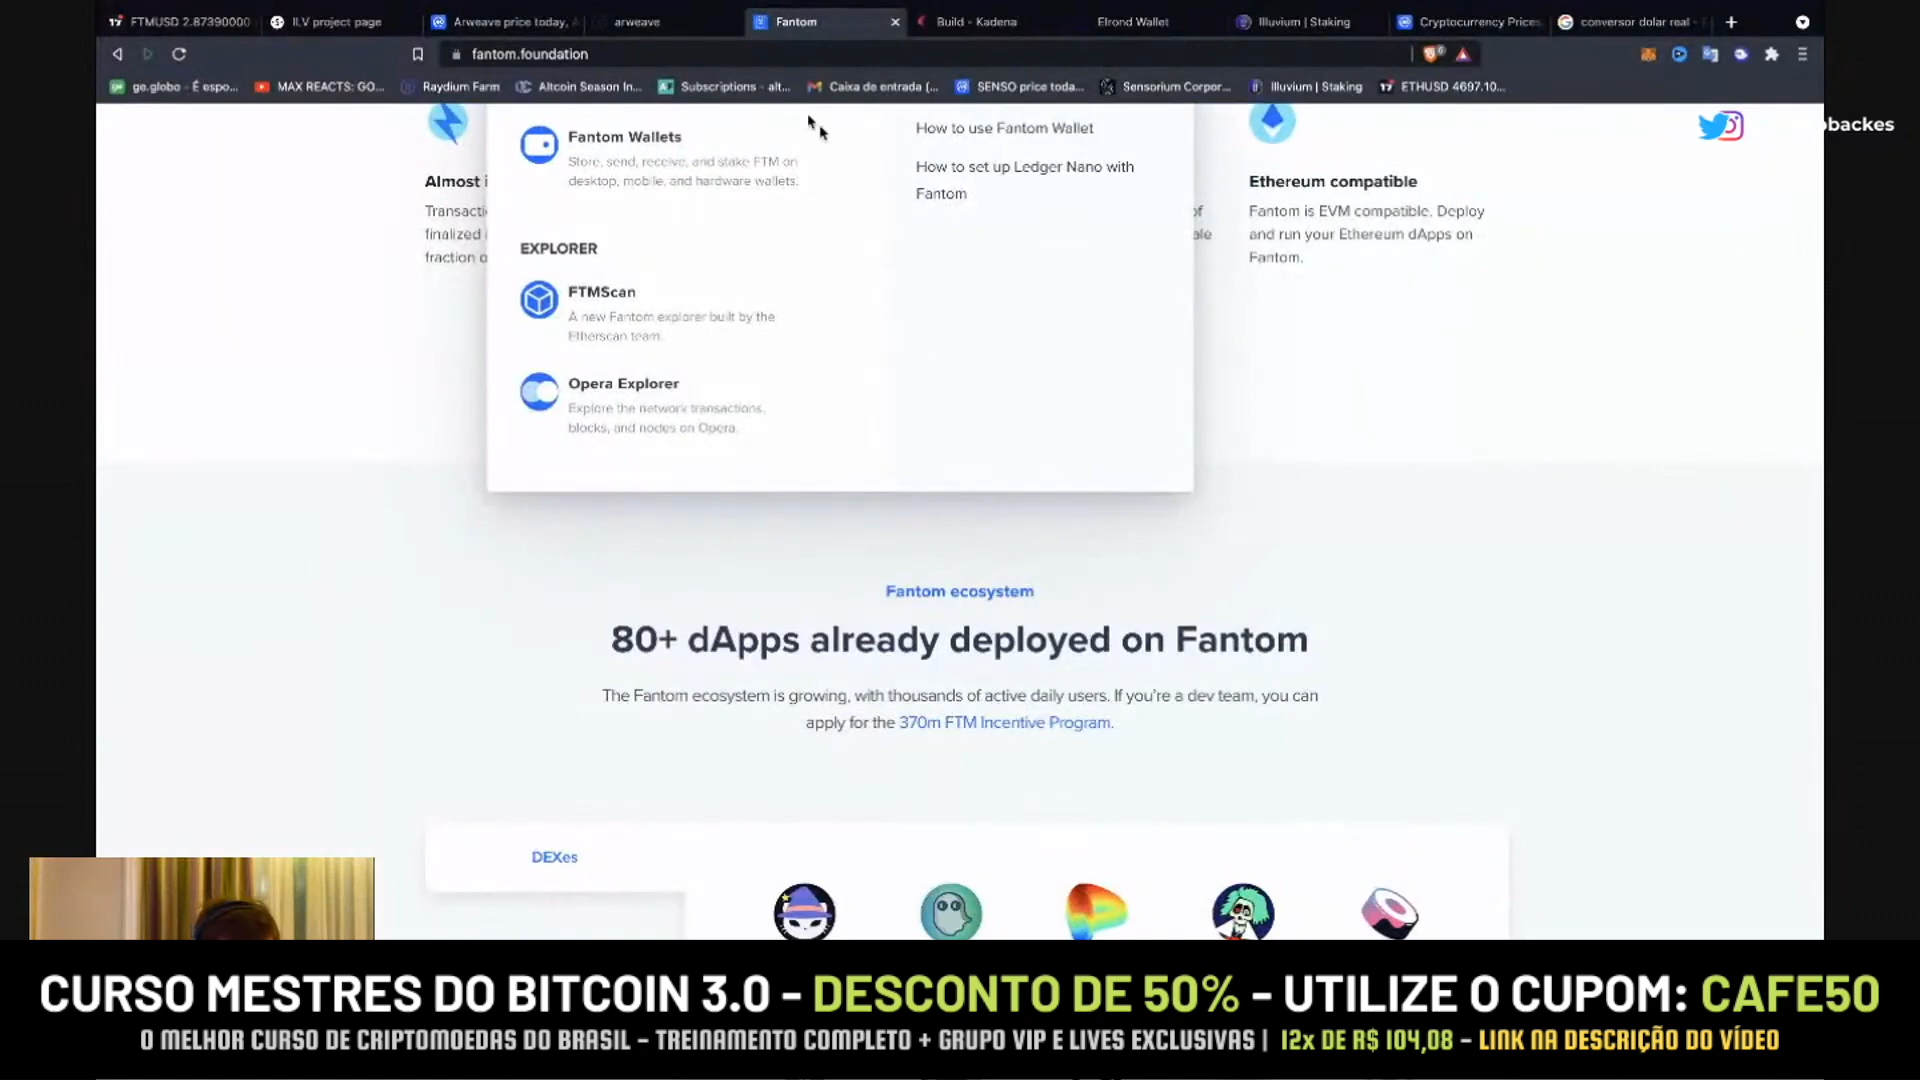 FTMUSD 2.87390000
ILV project page
Arweave price today, A
arweave
Fantom
Build - Kadena
Elrond Wallet
Illuvium | Staking
Cryptocurrency Prices
conversor dolar real -
fantom.foundation
ge.globo - É espo...
MAX REACTS: GO...
Raydium Farm
Altcoin Season In...
Subscriptions - alt...
Caixa de entrada (...
SENSO price toda...
Sensorium Corpor...
Illuvium | Staking
ETHUSD 4697.10...
obackes
Fantom Wallets
Store, send, receive, and stake FTM on
desktop, mobile, and hardware wallets.
How to use Fantom Wallet
How to set up Ledger Nano with
Fantom
EXPLORER
FTMScan
A new Fantom explorer built by the
Etherscan team.
Opera Explorer
Explore the network transactions,
blocks, and nodes on Opera.
Almost i
Transacti
finalized i
fraction o
of
ale
Ethereum compatible
Fantom is EVM compatible. Deploy
and run your Ethereum dApps on
Fantom.
Fantom ecosystem
80+ dApps already deployed on Fantom
The Fantom ecosystem is growing, with thousands of active daily users. If you're a dev team, you can
apply for the 370m FTM Incentive Program.
DEXes
CURSO MESTRES DO BITCOIN 3.0 - DESCONTO DE 50% - UTILIZE O CUPOM: CAFE50
O MELHOR CURSO DE CRIPTOMOEDAS DO BRASIL - TREINAMENTO COMPLETO + GRUPO VIP E LIVES EXCLUSIVAS | 12x DE R$ 104,08 - LINK NA DESCRIÇÃO DO VÍDEO